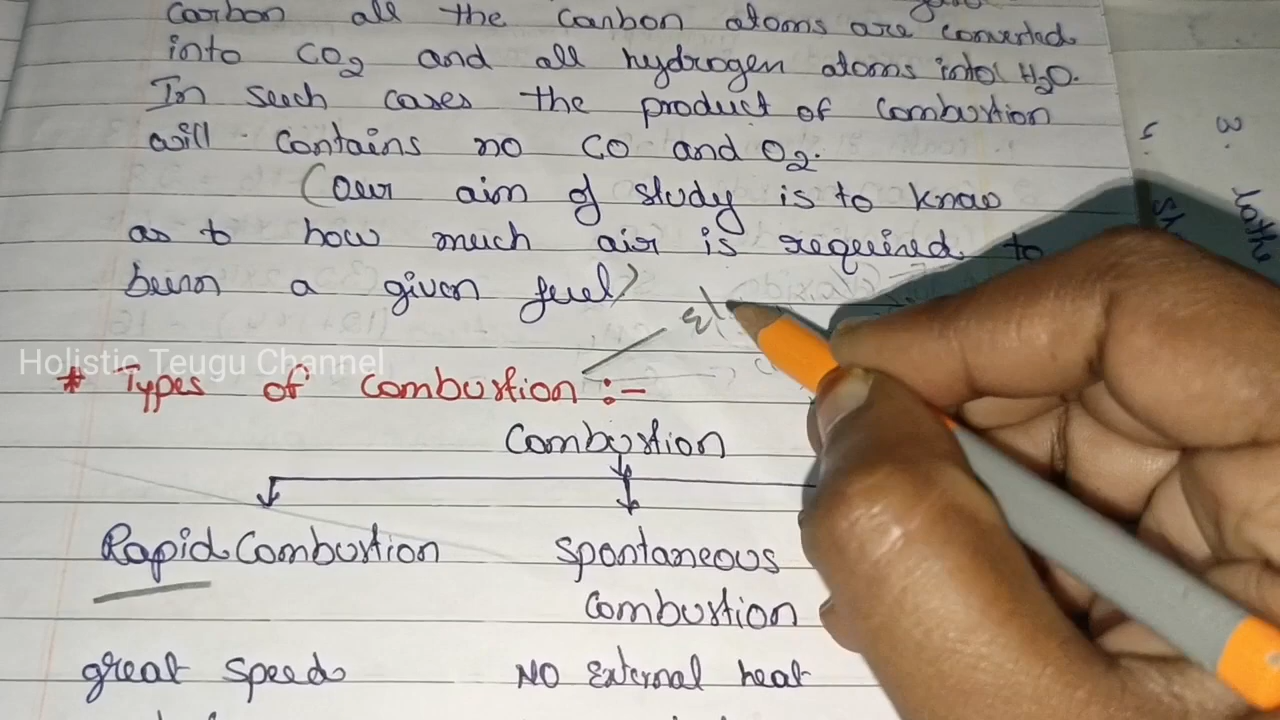 Carbon all the carbon atoms are converted
into CO2 and all hydrogen atoms into H2O.
In such cases the product of combustion
will contains no CO and O2.
(Our aim of study is to know
as to how much air is required to
burn a given fuel)
Holistic Teugu Channel
* Types of combustion :-
Combustion
Rapid Combustion
Spontaneous
Combustion
great speeds
NO External heat